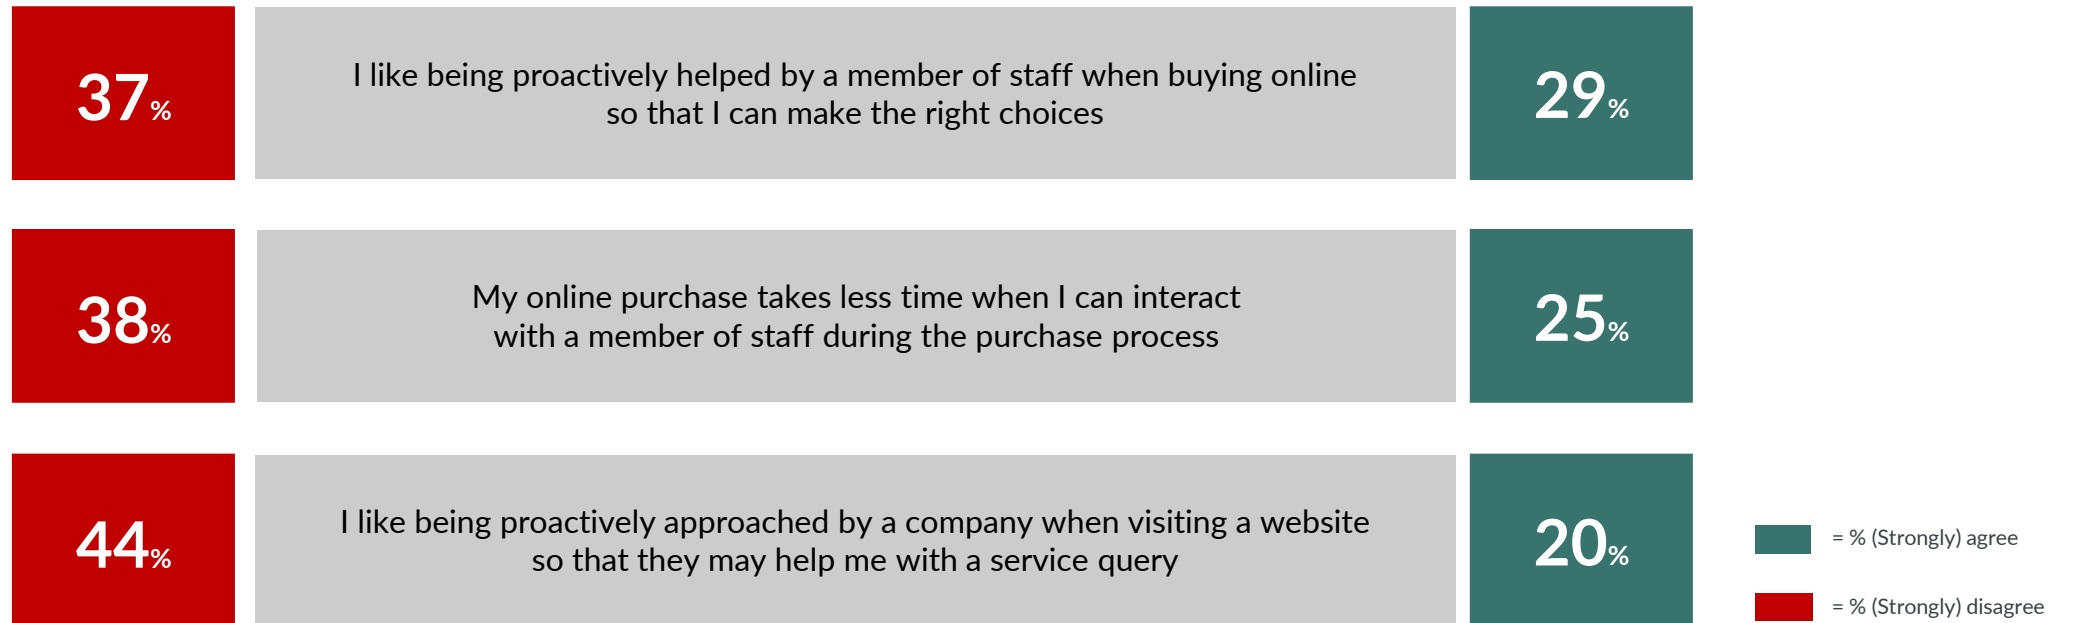 37%
I like being proactively helped by a member of staff when buying online
so that I can make the right choices
29%
38%
My online purchase takes less time when I can interact
with a member of staff during the purchase process
25%
44%
I like being proactively approached by a company when visiting a website
so that they may help me with a service query
20%
= % (Strongly) agree
= % (Strongly) disagree